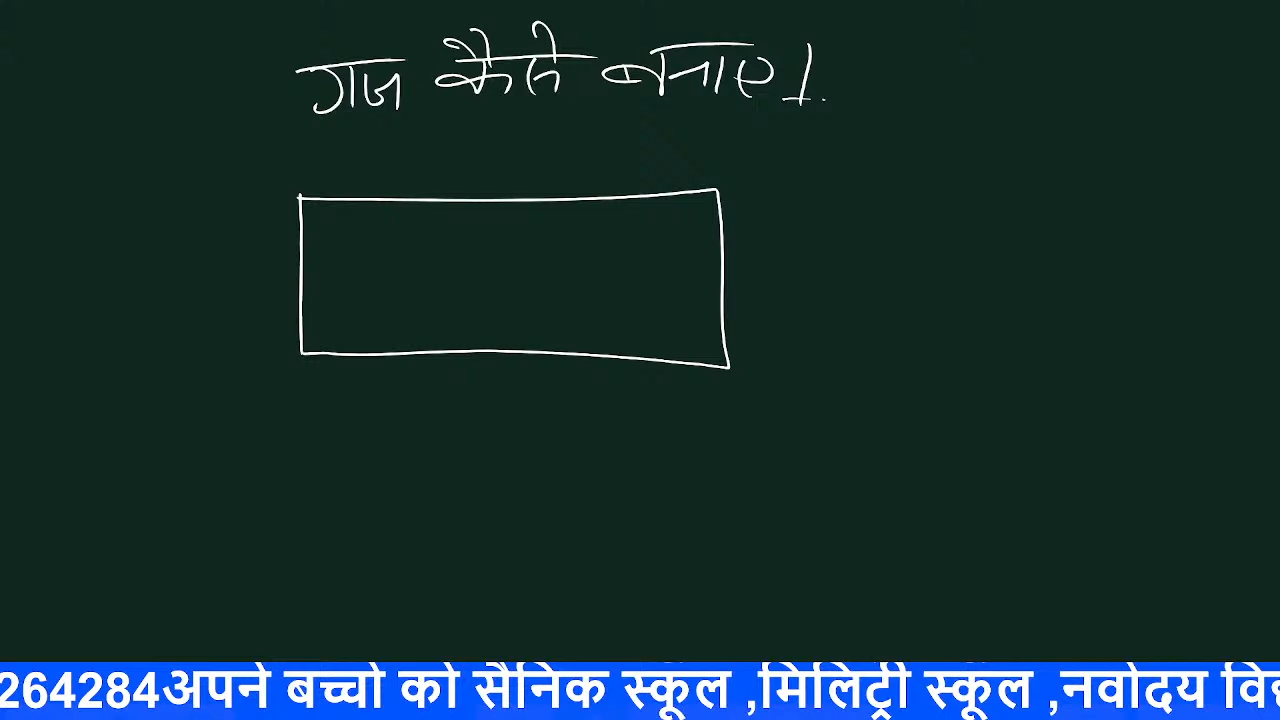 गज कैसे बनाए।
264284अपने बच्चो को सैनिक स्कूल ,मिलिट्री स्कूल ,नवोदय वि